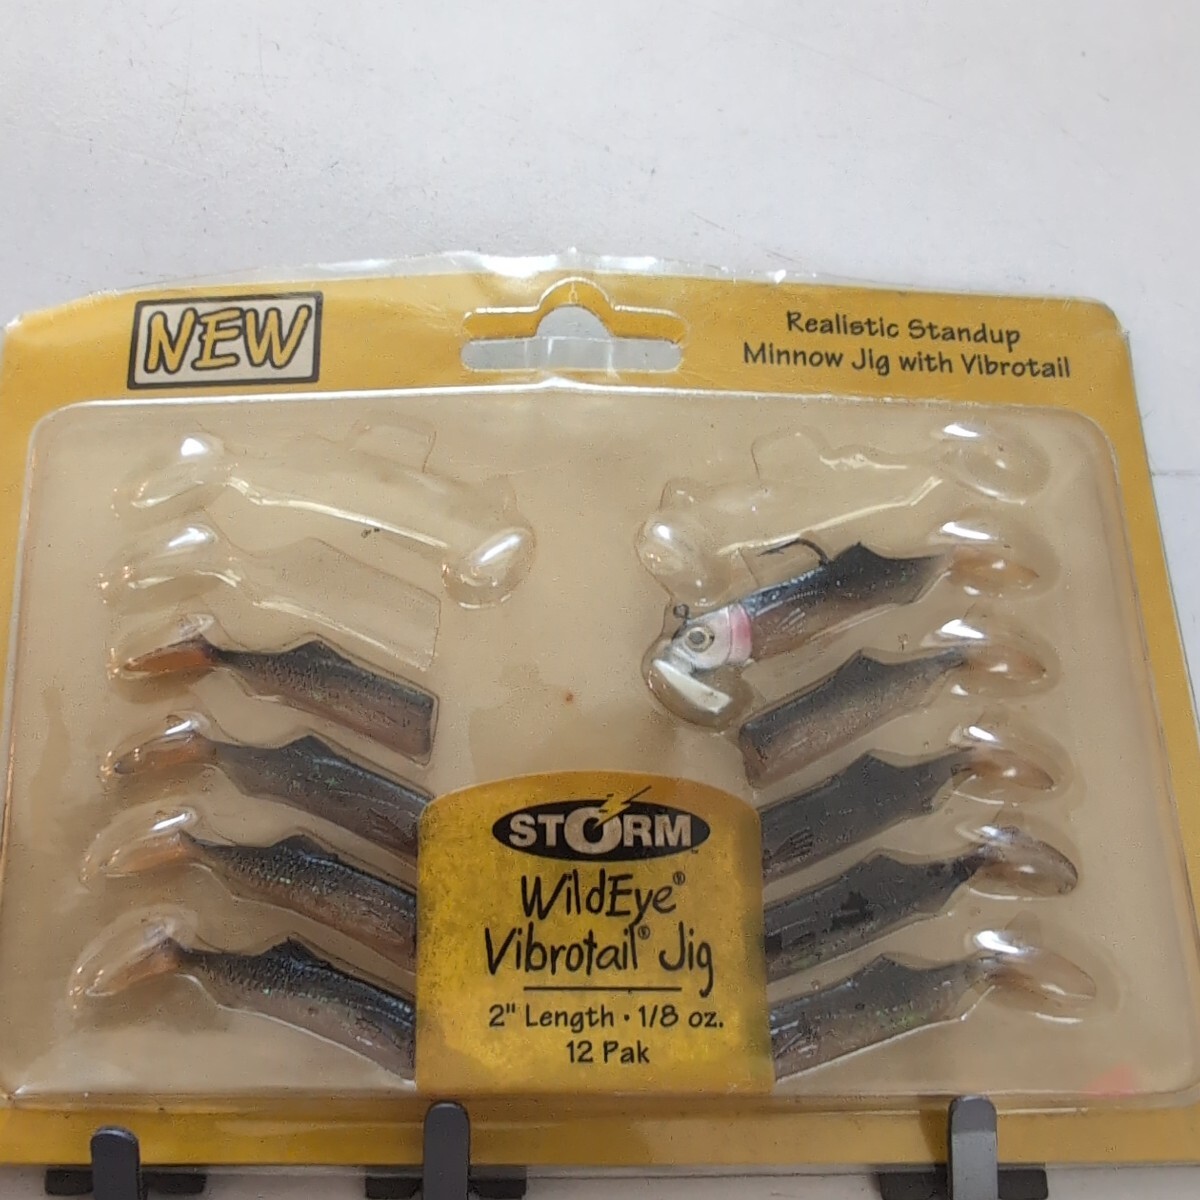 NEW
Realistic Standup
Minnow Jig with Vibrotail
STORM
WildEye®
Vibrotail® Jig
2" Length • 1/8 oz.
12 Pak